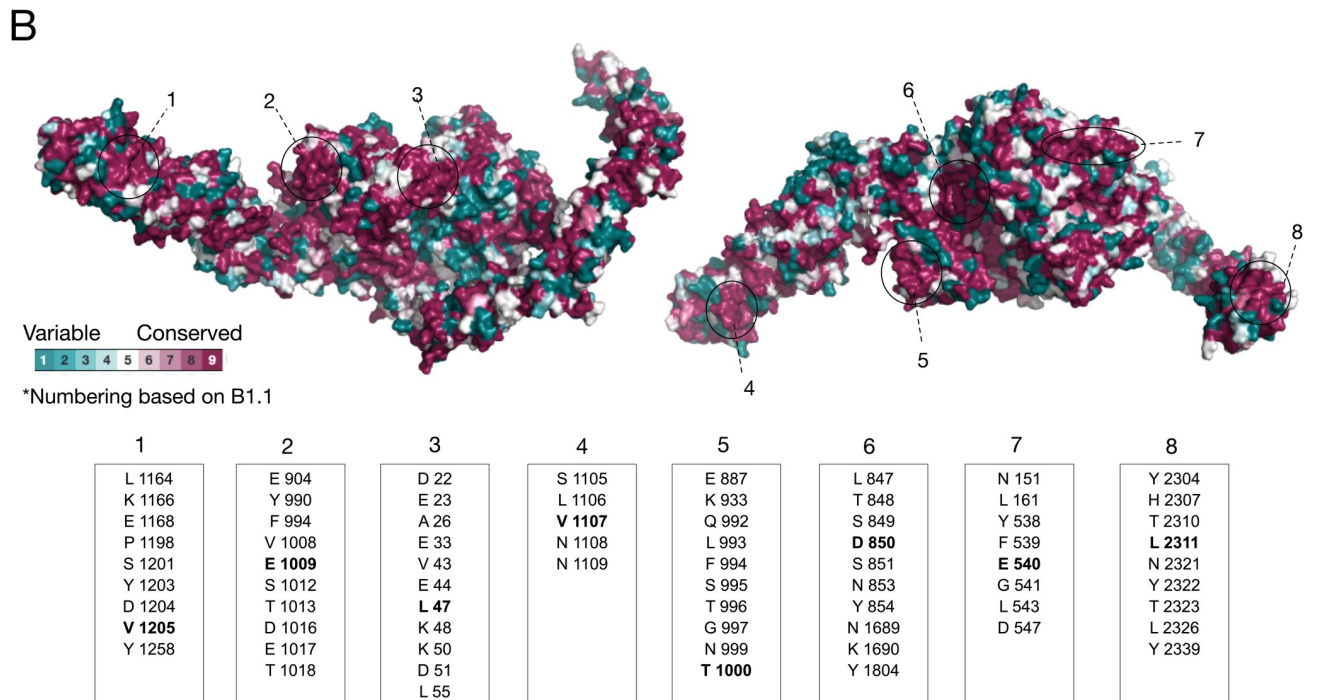 B
1
2
3
6
7
8
4
5
Variable Conserved
1 2 3 4 5 6 7 8 9
*Numbering based on B1.1
1 2 3 4 5 6 7 8
L 1164 E 904 D 22 S 1105 E 887 L 847 N 151 Y 2304
K 1166 Y 990 E 23 L 1106 K 933 T 848 L 161 H 2307
E 1168 F 994 A 26 V 1107 Q 992 S 849 Y 538 T 2310
P 1198 V 1008 E 33 N 1108 L 993 D 850 F 539 L 2311
S 1201 E 1009 V 43 N 1109 F 994 S 851 E 540 N 2321
Y 1203 S 1012 E 44 S 995 N 853 G 541 Y 2322
D 1204 T 1013 L 47 T 996 Y 854 L 543 T 2323
V 1205 D 1016 K 48 G 997 N 1689 D 547 L 2326
Y 1258 E 1017 K 50 N 999 K 1690 Y 2339
T 1018 D 51 T 1000 Y 1804
L 55